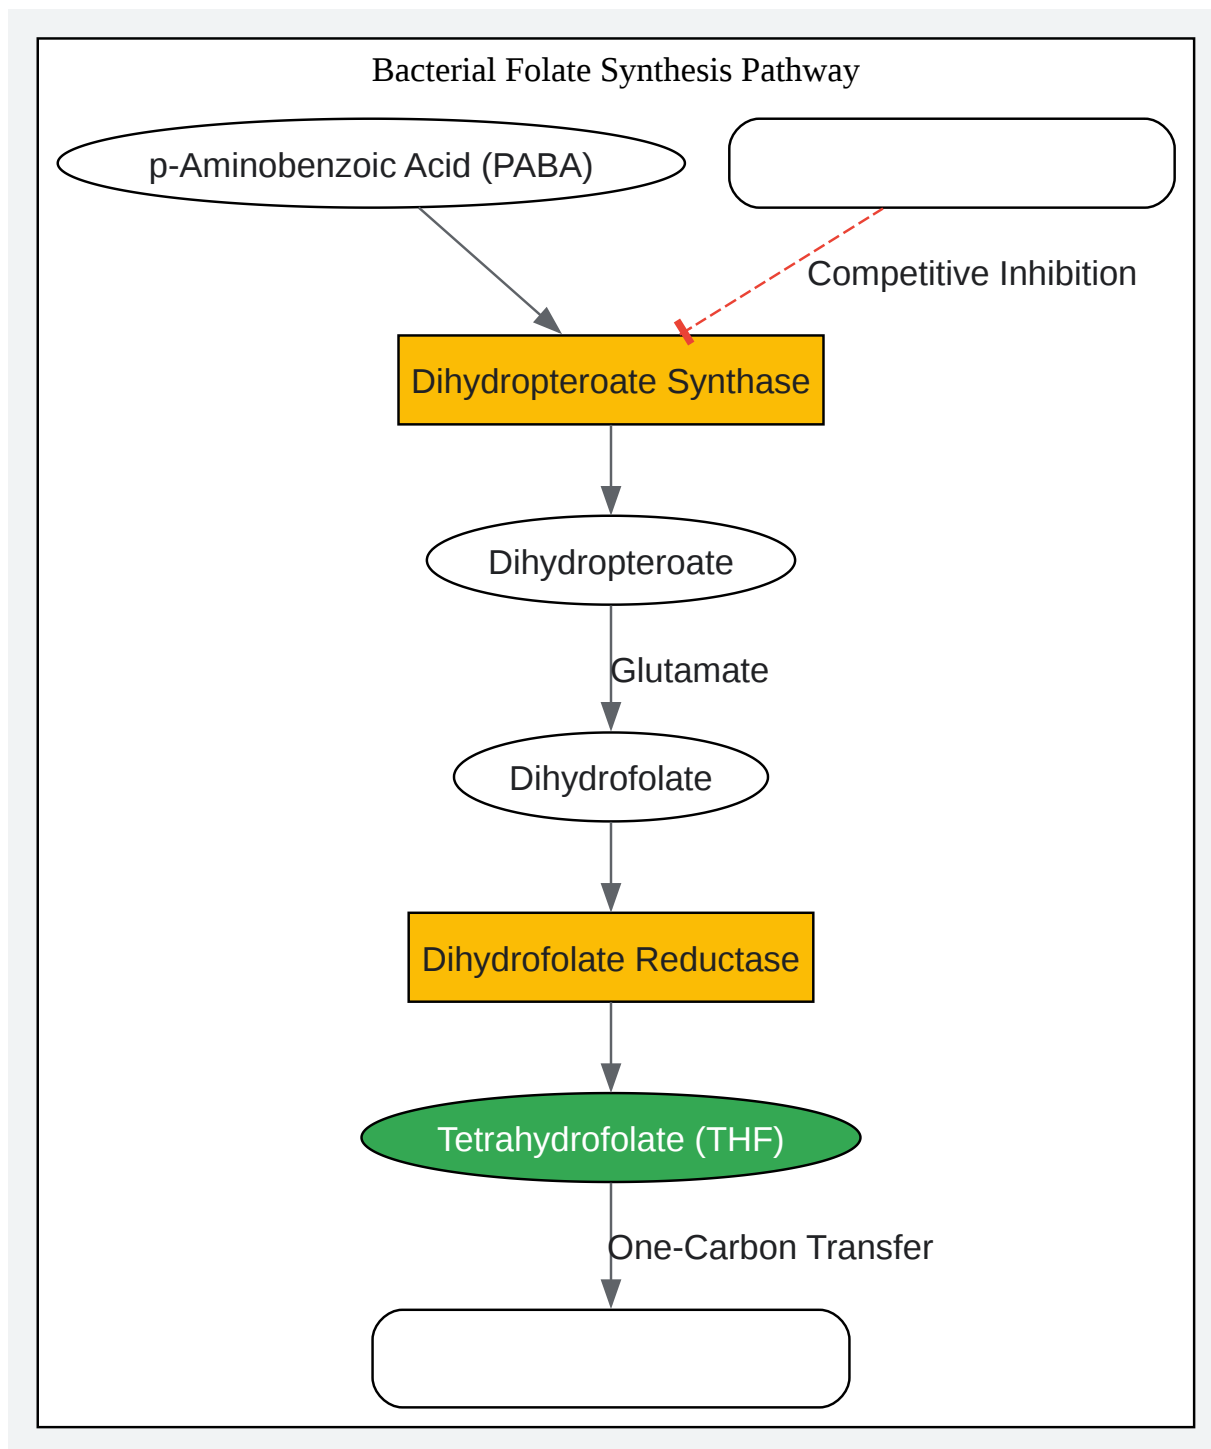 Bacterial Folate Synthesis Pathway
p-Aminobenzoic Acid (PABA)
Competitive Inhibition
Dihydropteroate Synthase
Dihydropteroate
Glutamate
Dihydrofolate
Dihydrofolate Reductase
Tetrahydrofolate (THF)
One-Carbon Transfer